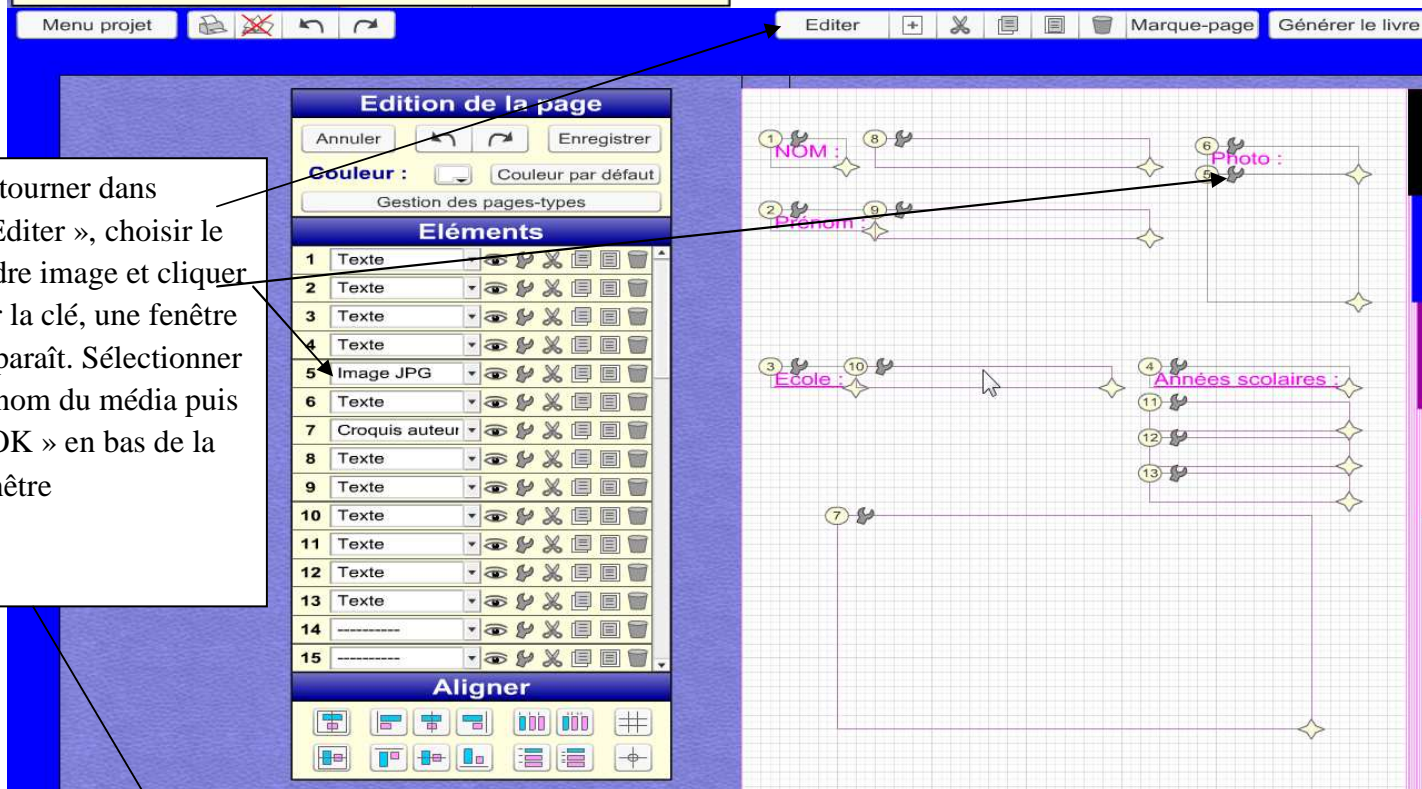 Menu projet
Editer
Marque-page
Générer le livre
tourner dans
Editer », choisir le
dre image et cliquer
r la clé, une fenêtre
paraît. Sélectionner
nom du média puis
OK » en bas de la
nêtre
Edition de la page
Annuler
Enregistrer
Couleur :
Couleur par défaut
Gestion des pages-types
Eléments
1 Texte
2 Texte
3 Texte
4 Texte
5 Image JPG
6 Texte
7 Croquis auteur
8 Texte
9 Texte
10 Texte
11 Texte
12 Texte
13 Texte
14 ----------
15 ----------
Aligner
1 8
NOM :
6
Photo :
5
2 9
Prénom :
3 10
Ecole :
4
Années scolaires :
11
12
13
7